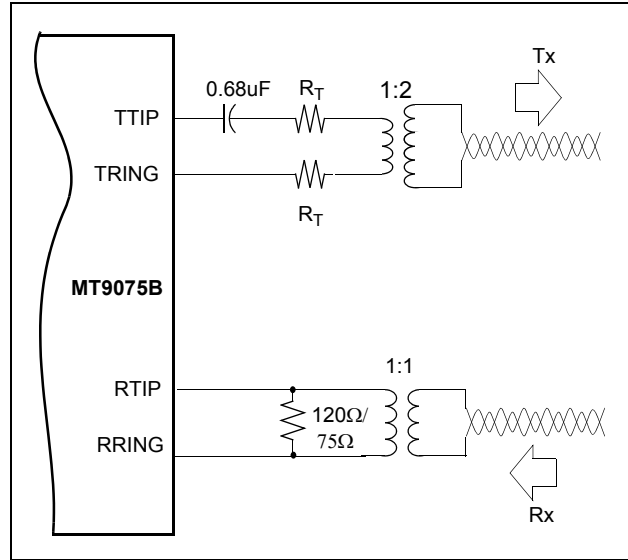 Tx
0.68uF
R_T
1:2
TTIP
TRING
R_T
MT9075B
1:1
RTIP
120Ω/
75Ω
RRING
Rx